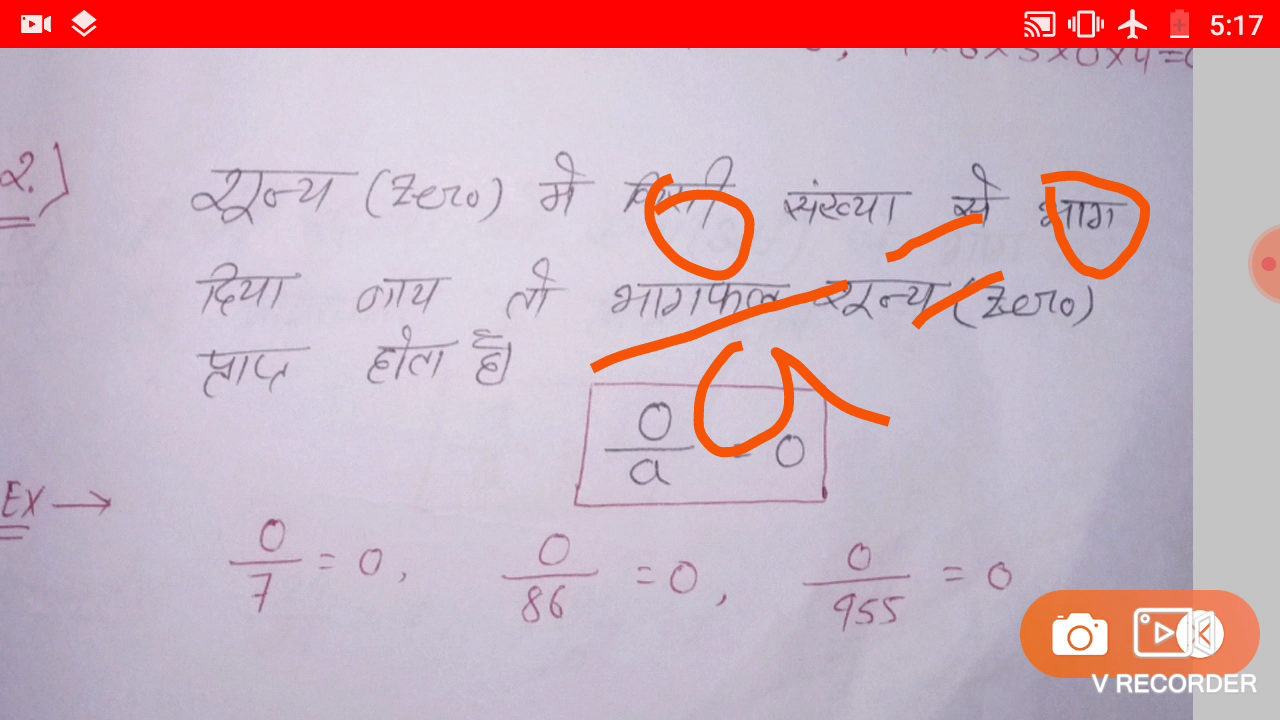 5:17
2.)
शून्य (Zero) मे किसी संख्या से भाग
दिया जाय तो भागफल शून्य (Zero)
प्राप्त होता है।
0/a = 0
Ex → 0/7 = 0, 0/86 = 0, 0/955 = 0
V RECORDER